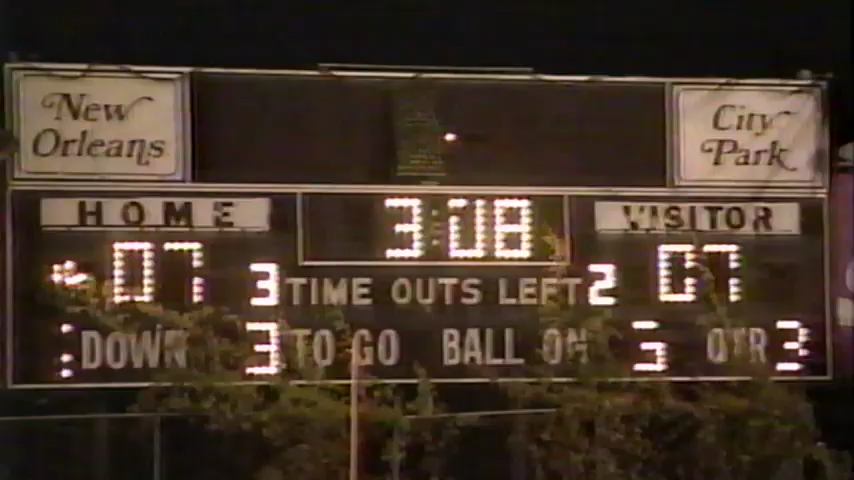 New
Orleans
City
Park
HOME 3:08 VISITOR
07 3 TIME OUTS LEFT 2 07
DOWN 3 TO GO BALL ON 5 QTR 3